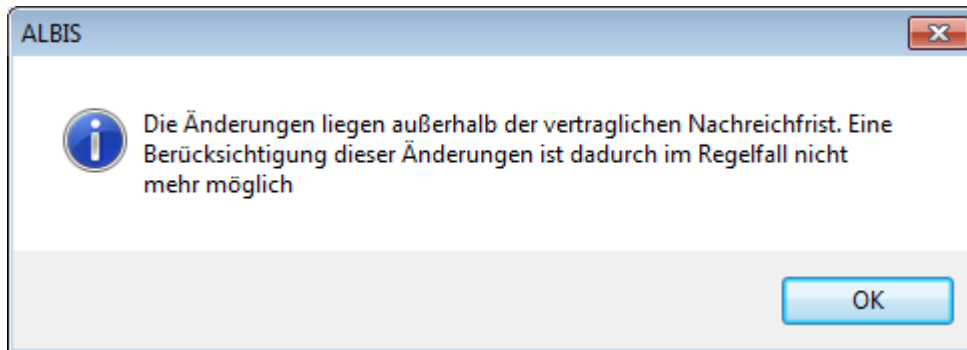 ALBIS
Die Änderungen liegen außerhalb der vertraglichen Nachreichfrist. Eine
Berücksichtigung dieser Änderungen ist dadurch im Regelfall nicht
mehr möglich
OK